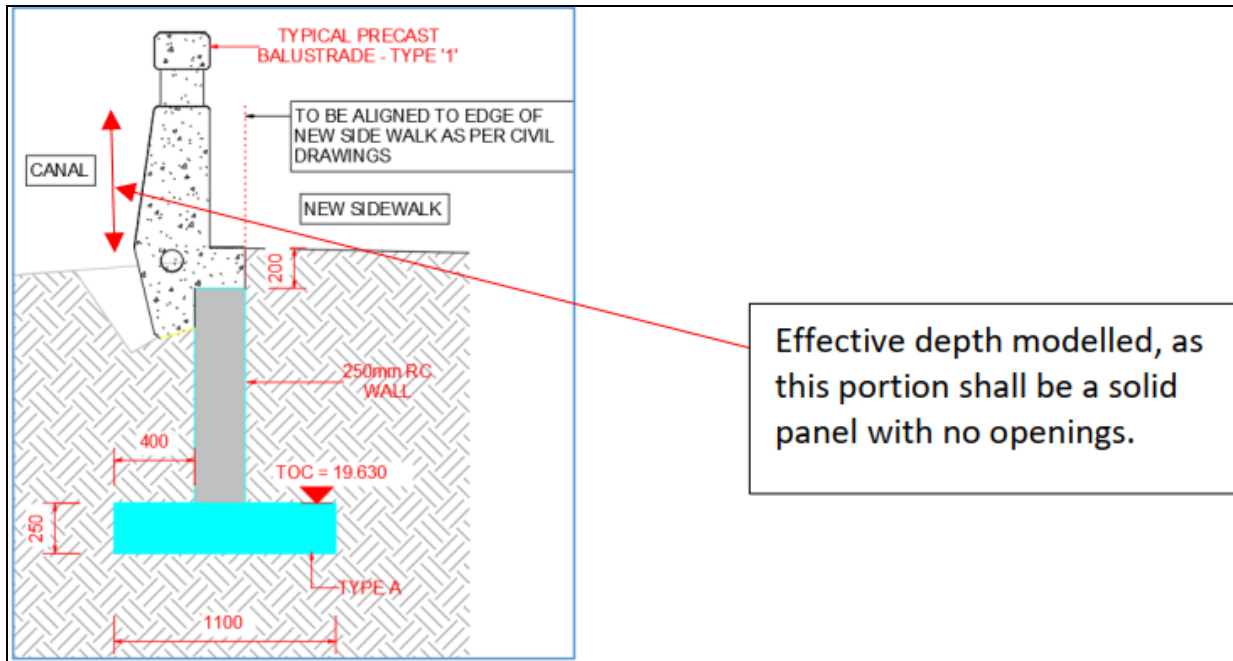 TYPICAL PRECAST
BALUSTRADE - TYPE '1'
TO BE ALIGNED TO EDGE OF
NEW SIDE WALK AS PER CIVIL
DRAWINGS
CANAL
NEW SIDEWALK
200
Effective depth modelled, as
this portion shall be a solid
panel with no openings.
250mm RC
WALL
400
TOC = 19.630
250
TYPE A
1100